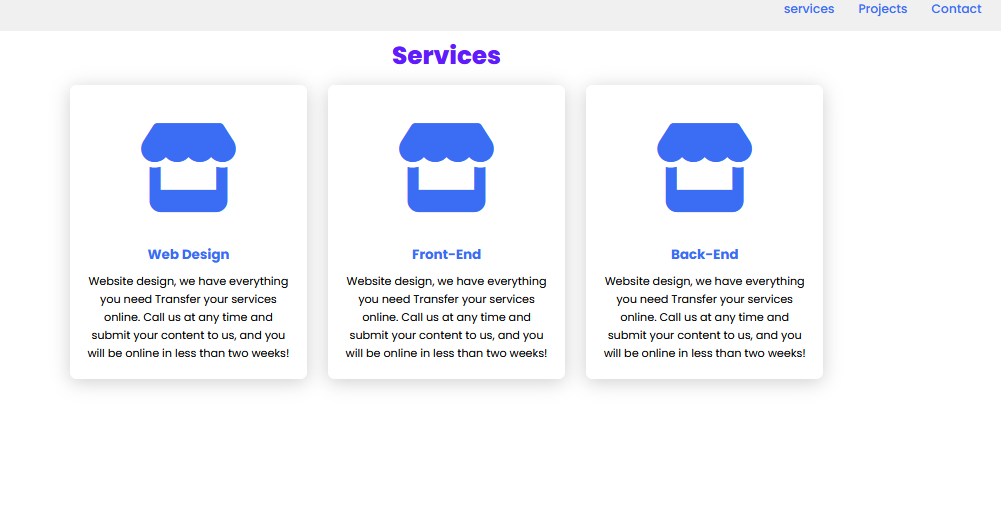 services Projects Contact
Services
Web Design
Website design, we have everything
you need Transfer your services
online. Call us at any time and
submit your content to us, and you
will be online in less than two weeks!
Front-End
Website design, we have everything
you need Transfer your services
online. Call us at any time and
submit your content to us, and you
will be online in less than two weeks!
Back-End
Website design, we have everything
you need Transfer your services
online. Call us at any time and
submit your content to us, and you
will be online in less than two weeks!